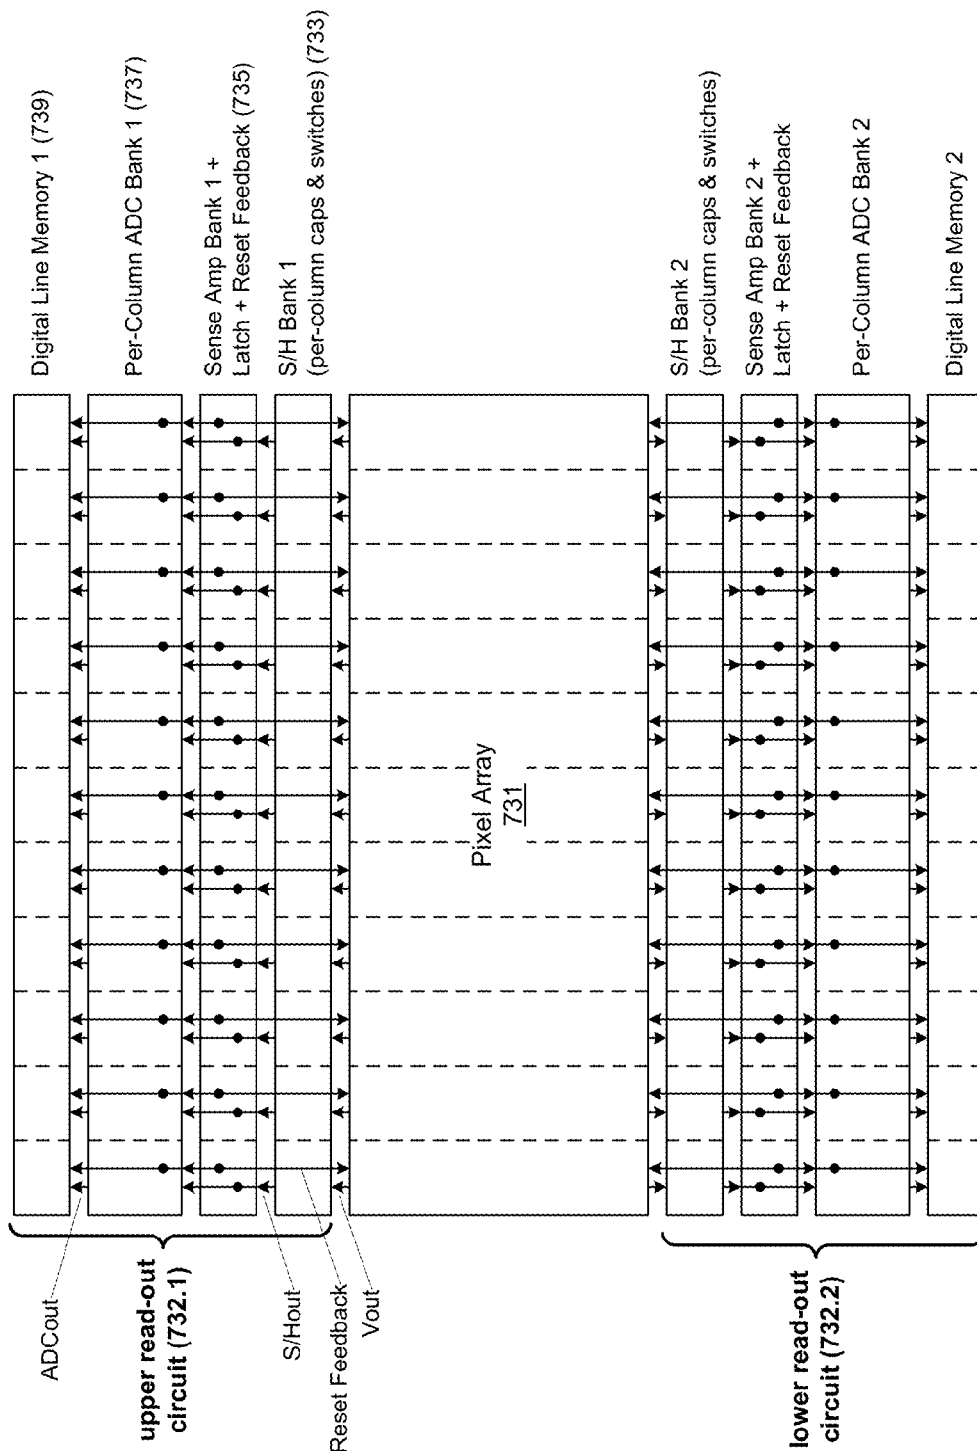 Digital Line Memory 1 (739)
Per-Column ADC Bank 1 (737)
Sense Amp Bank 1 +
Latch + Reset Feedback (735)
S/H Bank 1
(per-column caps & switches) (733)
S/H Bank 2
(per-column caps & switches)
Sense Amp Bank 2 +
Latch + Reset Feedback
Per-Column ADC Bank 2
Digital Line Memory 2
Pixel Array
731
ADCout
upper read-out
circuit (732.1)
S/Hout
Reset Feedback
Vout
lower read-out
circuit (732.2)